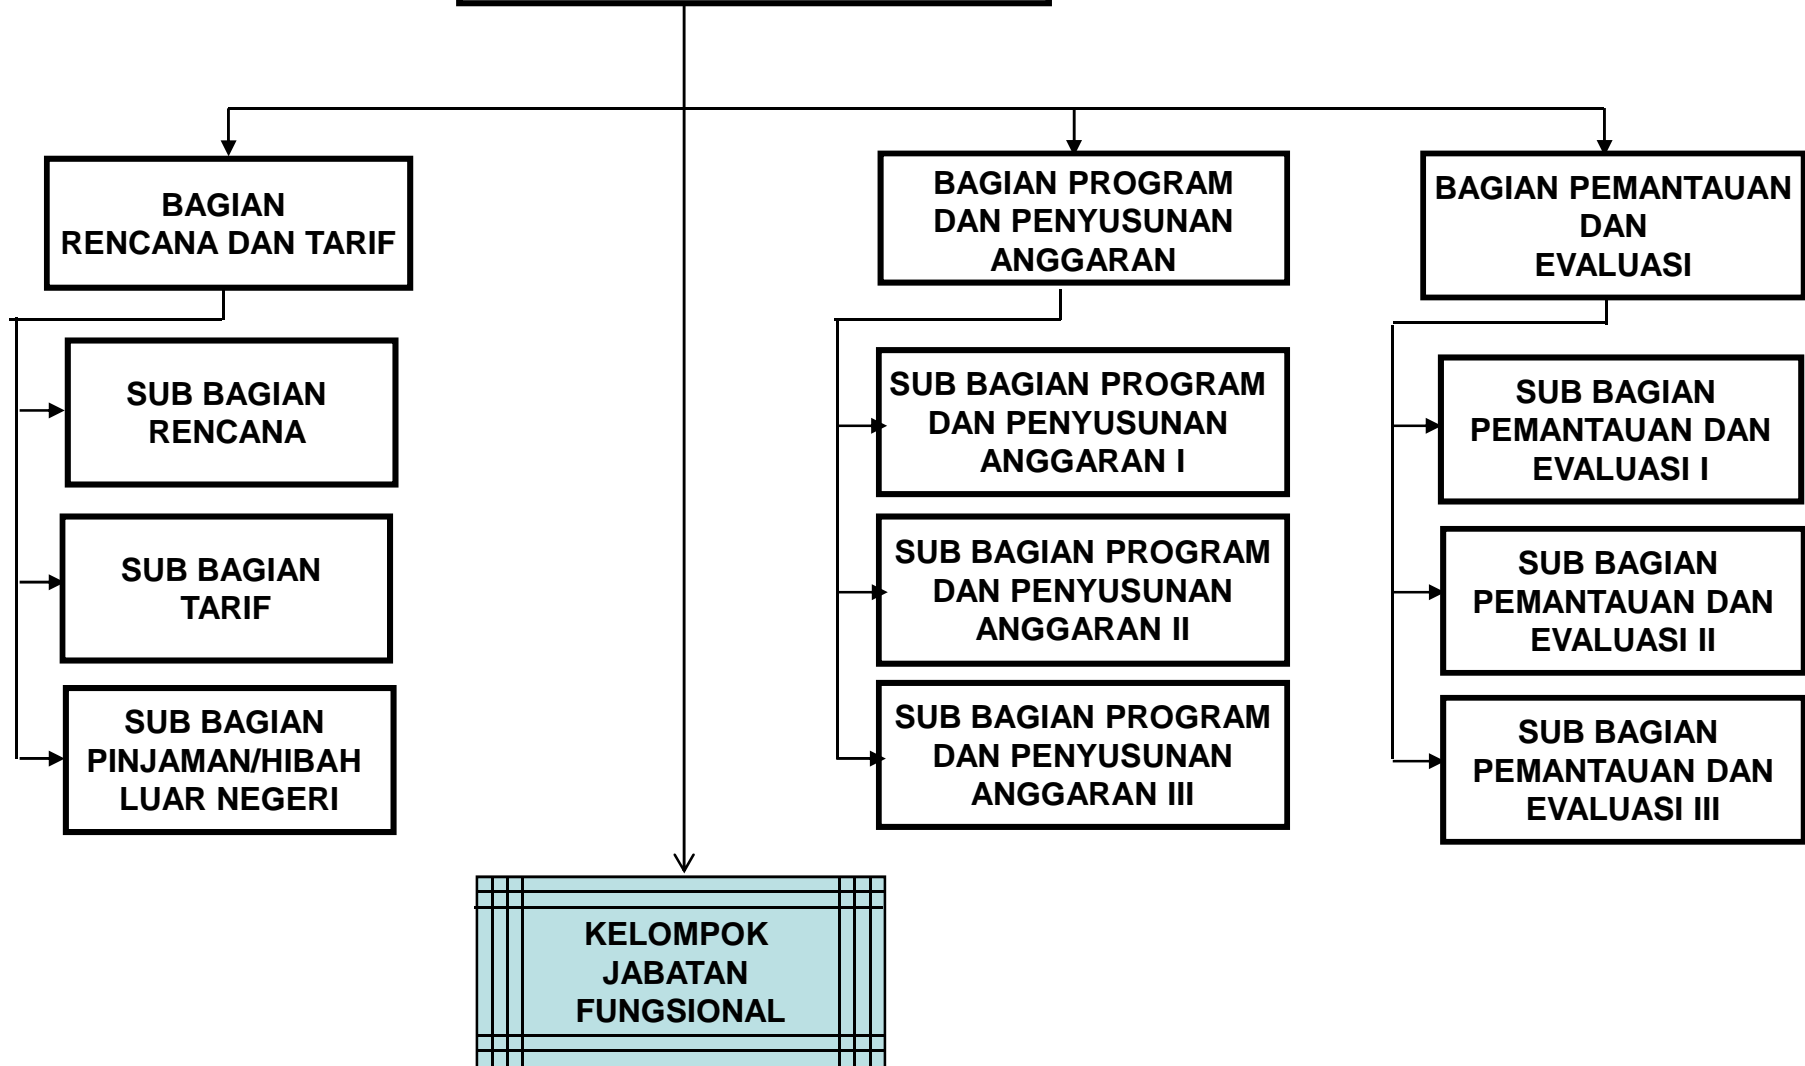 BAGIAN
RENCANA DAN TARIF
BAGIAN PROGRAM
DAN PENYUSUNAN
ANGGARAN
BAGIAN PEMANTAUAN
DAN
EVALUASI
SUB BAGIAN
RENCANA
SUB BAGIAN
TARIF
SUB BAGIAN
PINJAMAN/HIBAH
LUAR NEGERI
SUB BAGIAN PROGRAM
DAN PENYUSUNAN
ANGGARAN I
SUB BAGIAN PROGRAM
DAN PENYUSUNAN
ANGGARAN II
SUB BAGIAN PROGRAM
DAN PENYUSUNAN
ANGGARAN III
SUB BAGIAN
PEMANTAUAN DAN
EVALUASI I
SUB BAGIAN
PEMANTAUAN DAN
EVALUASI II
SUB BAGIAN
PEMANTAUAN DAN
EVALUASI III
KELOMPOK
JABATAN
FUNGSIONAL